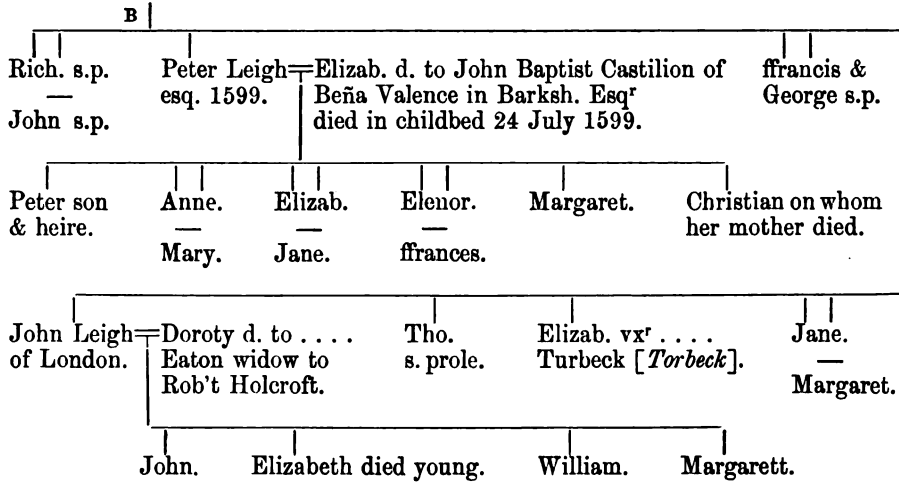 B
Rich. s.p.
—
John s.p.
Peter Leigh
esq. 1599.
Elizab. d. to John Baptist Castilion of
Beña Valence in Barksh. Esqʳ
died in childbed 24 July 1599.
ffrancis &
George s.p.
Peter son
& heire.
Anne.
—
Mary.
Elizab.
—
Jane.
Elenor.
—
ffrances.
Margaret.
Christian on whom
her mother died.
John Leigh
of London.
Doroty d. to . . . .
Eaton widow to
Rob't Holcroft.
Tho.
s. prole.
Elizab. vxʳ . . . .
Turbeck [Torbeck].
Jane.
—
Margaret.
John.
Elizabeth died young.
William.
Margarett.